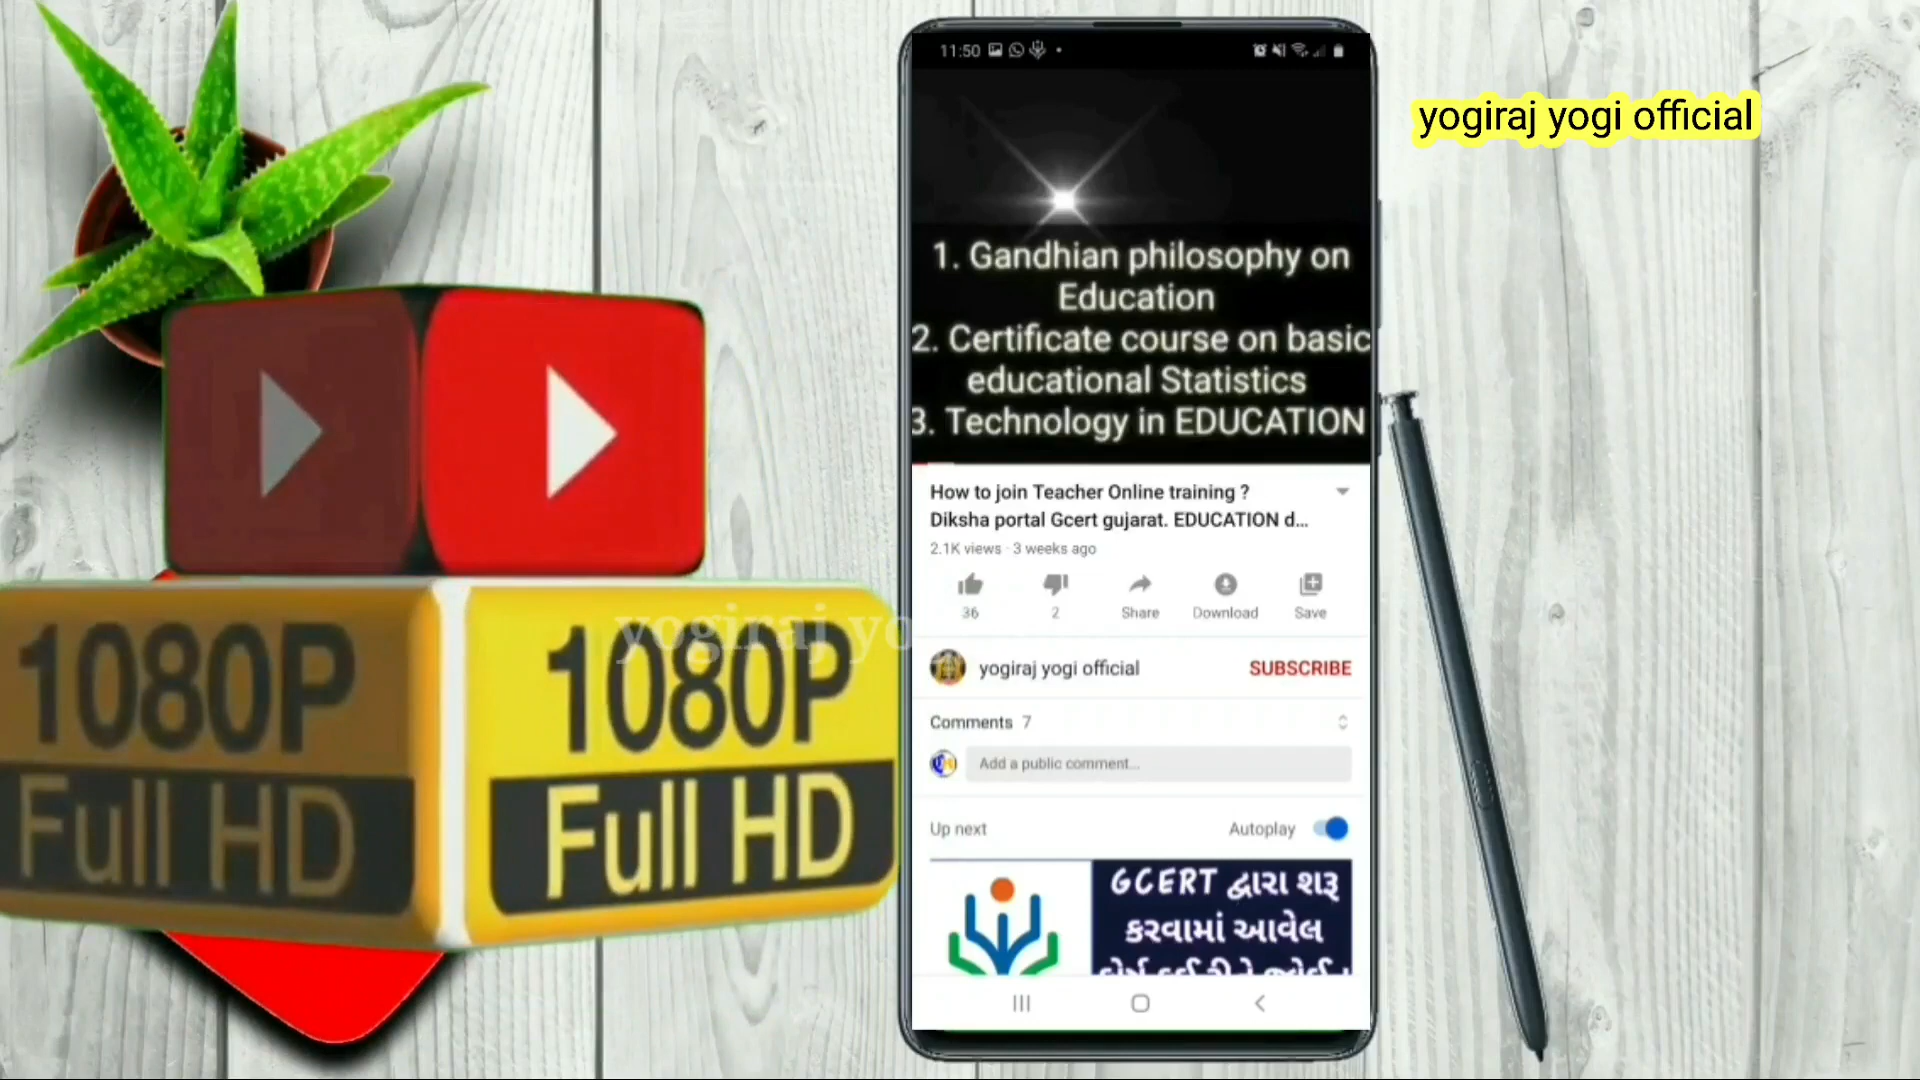 11:50
yogiraj yogi official
1. Gandhian philosophy on
Education
2. Certificate course on basic
educational Statistics
3. Technology in EDUCATION
How to join Teacher Online training ?
Diksha portal Gcert gujarat. EDUCATION d...
2.1K views · 3 weeks ago
36 2 Share Download Save
yogiraj yogi official SUBSCRIBE
Comments 7
Add a public comment...
Up next Autoplay
GCERT દ્વારા શરૂ
કરવામાં આવેલ
1080P 1080P
Full HD Full HD
yogiraj yo